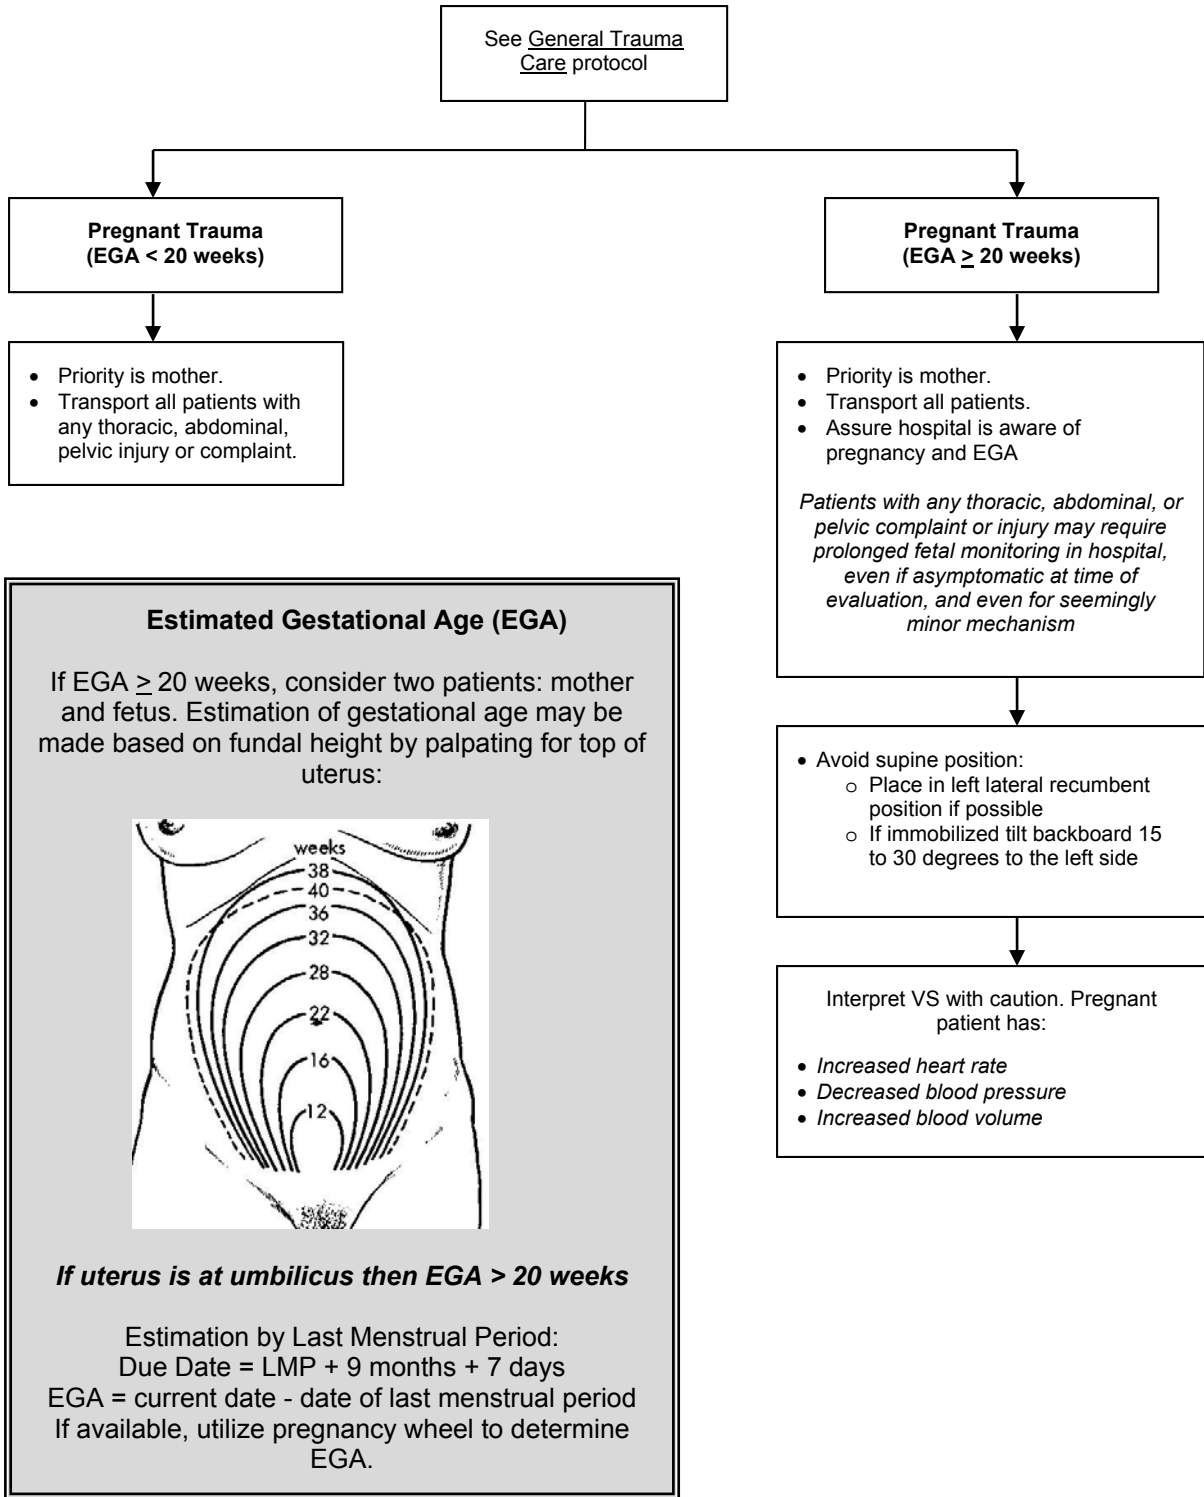 See General Trauma
Care protocol
Pregnant Trauma
(EGA < 20 weeks)
• Priority is mother.
• Transport all patients with
any thoracic, abdominal,
pelvic injury or complaint.
Pregnant Trauma
(EGA ≥ 20 weeks)
• Priority is mother.
• Transport all patients.
• Assure hospital is aware of
pregnancy and EGA
Patients with any thoracic, abdominal, or
pelvic complaint or injury may require
prolonged fetal monitoring in hospital,
even if asymptomatic at time of
evaluation, and even for seemingly
minor mechanism
• Avoid supine position:
o Place in left lateral recumbent
position if possible
o If immobilized tilt backboard 15
to 30 degrees to the left side
Interpret VS with caution. Pregnant
patient has:
• Increased heart rate
• Decreased blood pressure
• Increased blood volume
Estimated Gestational Age (EGA)
If EGA ≥ 20 weeks, consider two patients: mother
and fetus. Estimation of gestational age may be
made based on fundal height by palpating for top of
uterus:
weeks
38
40
36
32
28
22
16
12
If uterus is at umbilicus then EGA > 20 weeks
Estimation by Last Menstrual Period:
Due Date = LMP + 9 months + 7 days
EGA = current date - date of last menstrual period
If available, utilize pregnancy wheel to determine
EGA.